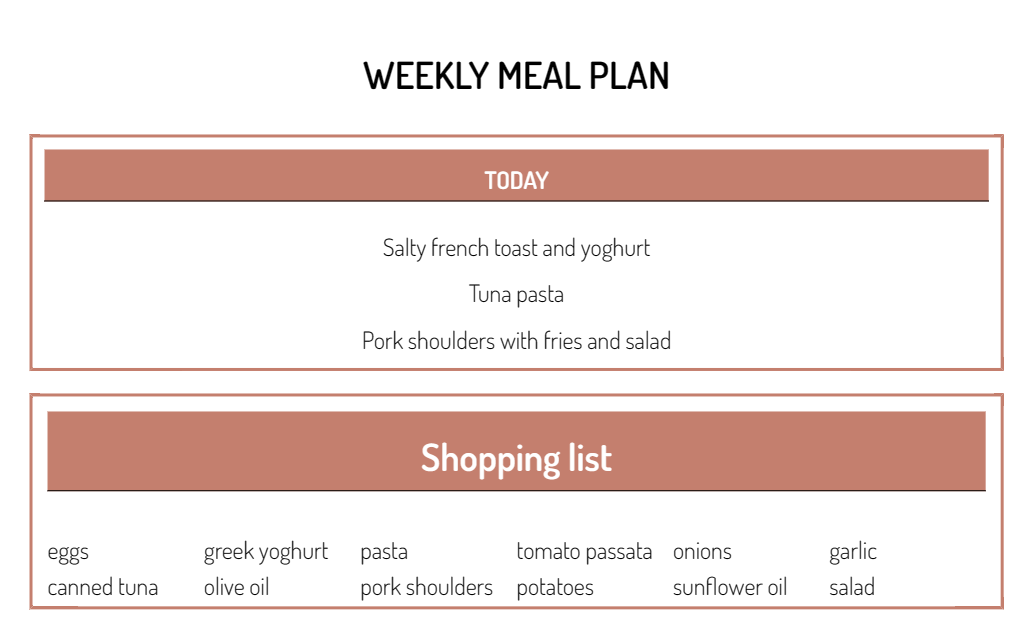 WEEKLY MEAL PLAN
TODAY
Salty french toast and yoghurt
Tuna pasta
Pork shoulders with fries and salad
Shopping list
eggs greek yoghurt pasta tomato passata onions garlic
canned tuna olive oil pork shoulders potatoes sunflower oil salad